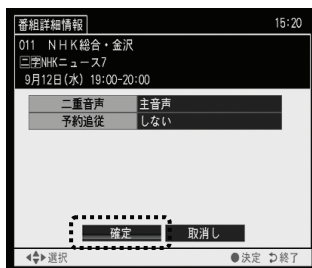 番組詳細情報 15:20
011 NHK総合・金沢
二字NHKニュース7
9月12日(水) 19:00-20:00
二重音声 主音声
予約追従 しない
確定 取消し
選択 ●決定 終了